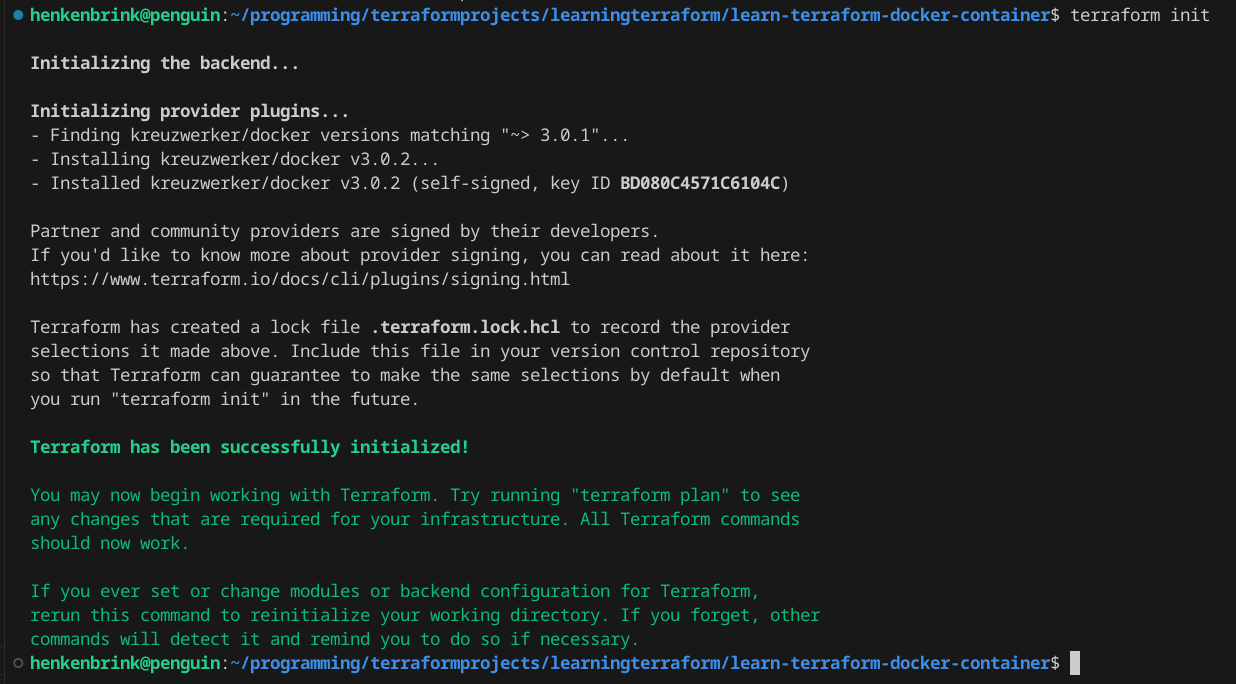 henkenbrink@penguin:~/programming/terraformprojects/learningterraform/learn-terraform-docker-container$ terraform init
Initializing the backend...
Initializing provider plugins...
- Finding kreuzwerker/docker versions matching "~> 3.0.1"...
- Installing kreuzwerker/docker v3.0.2...
- Installed kreuzwerker/docker v3.0.2 (self-signed, key ID BD080C4571C6104C)
Partner and community providers are signed by their developers.
If you'd like to know more about provider signing, you can read about it here:
https://www.terraform.io/docs/cli/plugins/signing.html
Terraform has created a lock file .terraform.lock.hcl to record the provider
selections it made above. Include this file in your version control repository
so that Terraform can guarantee to make the same selections by default when
you run "terraform init" in the future.
Terraform has been successfully initialized!
You may now begin working with Terraform. Try running "terraform plan" to see
any changes that are required for your infrastructure. All Terraform commands
should now work.
If you ever set or change modules or backend configuration for Terraform,
rerun this command to reinitialize your working directory. If you forget, other
commands will detect it and remind you to do so if necessary.
henkenbrink@penguin:~/programming/terraformprojects/learningterraform/learn-terraform-docker-container$